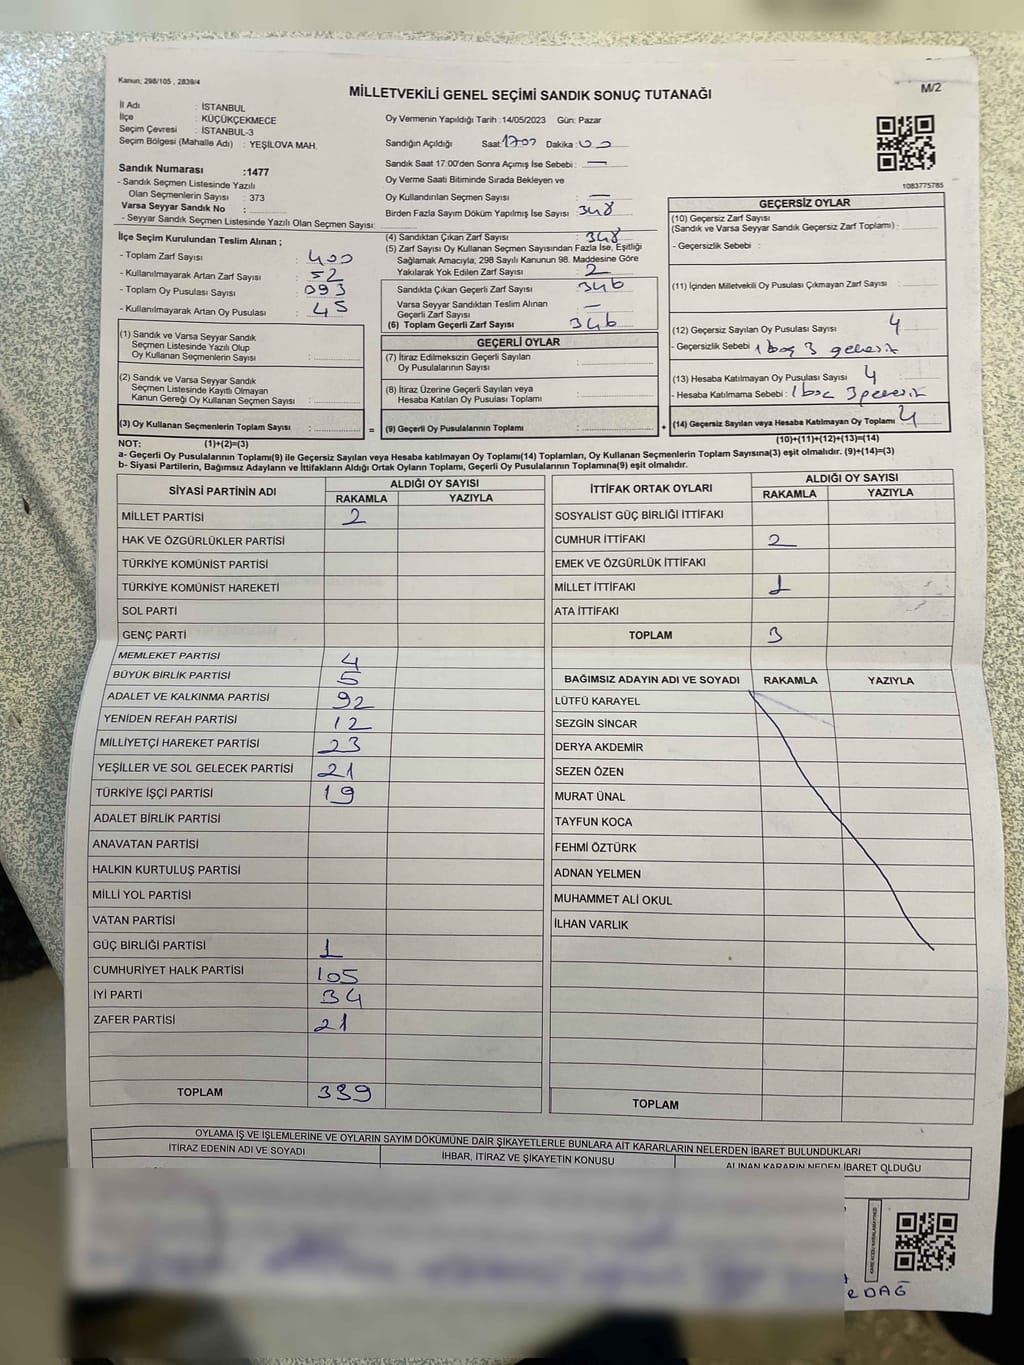 Kanun; 298/105 , 2839/4
M/2
MİLLETVEKİLİ GENEL SEÇİMİ SANDIK SONUÇ TUTANAĞI
İl Adı : İSTANBUL
İlçe : KÜÇÜKÇEKMECE
Seçim Çevresi : İSTANBUL-3
Seçim Bölgesi (Mahalle Adı) : YEŞİLOVA MAH.
Sandık Numarası :1477
- Sandık Seçmen Listesinde Yazılı
Olan Seçmenlerin Sayısı : 373
Varsa Seyyar Sandık No :
- Seyyar Sandık Seçmen Listesinde Yazılı Olan Seçmen Sayısı:
Oy Vermenin Yapıldığı Tarih :14/05/2023 Gün: Pazar
Sandığın Açıldığı Saat: Dakika:
Sandık Saat 17:00'den Sonra Açımış İse Sebebi : —
Oy Verme Saati Bitiminde Sırada Bekleyen ve
Oy Kullandırılan Seçmen Sayısı : —
Birden Fazla Sayım Döküm Yapılmış İse Sayısı : 348
1083775785
İlçe Seçim Kurulundan Teslim Alınan ;
- Toplam Zarf Sayısı : 400
- Kullanılmayarak Artan Zarf Sayısı : 52
- Toplam Oy Pusulası Sayısı : 093
- Kullanılmayarak Artan Oy Pusulası : 45
(4) Sandıktan Çıkan Zarf Sayısı : 348
(5) Zarf Sayısı Oy Kullanan Seçmen Sayısından Fazla İse, Eşitliği
Sağlamak Amacıyla; 298 Sayılı Kanunun 98. Maddesine Göre
Yakılarak Yok Edilen Zarf Sayısı : 2
Sandıkta Çıkan Geçerli Zarf Sayısı : 346
Varsa Seyyar Sandıktan Teslim Alınan
Geçerli Zarf Sayısı : —
(6) Toplam Geçerli Zarf Sayısı : 346
GEÇERSİZ OYLAR
(10) Geçersiz Zarf Sayısı
(Sandık ve Varsa Seyyar Sandık Geçersiz Zarf Toplamı) :
- Geçersizlik Sebebi :
(11) İçinden Milletvekili Oy Pusulası Çıkmayan Zarf Sayısı :
(12) Geçersiz Sayılan Oy Pusulası Sayısı : 4
- Geçersizlik Sebebi : 1 boş 3
(13) Hesaba Katılmayan Oy Pusulası Sayısı : 4
- Hesaba Katılmama Sebebi : 1 boş 3
(14) Geçersiz Sayılan veya Hesaba Katılmayan Oy Toplamı : 4
(10)+(11)+(12)+(13)=(14)
(1) Sandık ve Varsa Seyyar Sandık
Seçmen Listesinde Yazılı Olup
Oy Kullanan Seçmenlerin Sayısı :
(2) Sandık ve Varsa Seyyar Sandık
Seçmen Listesinde Kayıtlı Olmayan
Kanun Gereği Oy Kullanan Seçmen Sayısı :
(3) Oy Kullanan Seçmenlerin Toplam Sayısı : =
GEÇERLİ OYLAR
(7) İtiraz Edilmeksizin Geçerli Sayılan
Oy Pusulalarının Sayısı :
(8) İtiraz Üzerine Geçerli Sayılan veya
Hesaba Katılan Oy Pusulası Toplamı :
(9) Geçerli Oy Pusulalarının Toplamı : +
NOT: (1)+(2)=(3)
a- Geçerli Oy Pusulalarının Toplamı(9) ile Geçersiz Sayılan veya Hesaba katılmayan Oy Toplamı(14) Toplamları, Oy Kullanan Seçmenlerin Toplam Sayısına(3) eşit olmalıdır. (9)+(14)=(3)
b- Siyasi Partilerin, Bağımsız Adayların ve İttifakların Aldığı Ortak Oyların Toplamı, Geçerli Oy Pusulalarının Toplamına(9) eşit olmalıdır.
SİYASİ PARTİNİN ADI ALDIĞI OY SAYISI
RAKAMLA YAZIYLA
MİLLET PARTİSİ 2
HAK VE ÖZGÜRLÜKLER PARTİSİ
TÜRKİYE KOMÜNİST PARTİSİ
TÜRKİYE KOMÜNİST HAREKETİ
SOL PARTİ
GENÇ PARTİ
MEMLEKET PARTİSİ 4
BÜYÜK BİRLİK PARTİSİ 5
ADALET VE KALKINMA PARTİSİ 92
YENİDEN REFAH PARTİSİ 12
MİLLİYETÇİ HAREKET PARTİSİ 23
YEŞİLLER VE SOL GELECEK PARTİSİ 21
TÜRKİYE İŞÇİ PARTİSİ 19
ADALET BİRLİK PARTİSİ
ANAVATAN PARTİSİ
HALKIN KURTULUŞ PARTİSİ
MİLLİ YOL PARTİSİ
VATAN PARTİSİ
GÜÇ BİRLİĞİ PARTİSİ 1
CUMHURİYET HALK PARTİSİ 105
İYİ PARTİ 34
ZAFER PARTİSİ 21
TOPLAM 339
İTTİFAK ORTAK OYLARI ALDIĞI OY SAYISI
RAKAMLA YAZIYLA
SOSYALİST GÜÇ BİRLİĞİ İTTİFAKI
CUMHUR İTTİFAKI 2
EMEK VE ÖZGÜRLÜK İTTİFAKI
MİLLET İTTİFAKI 1
ATA İTTİFAKI
TOPLAM 3
BAĞIMSIZ ADAYIN ADI VE SOYADI RAKAMLA YAZIYLA
LÜTFÜ KARAYEL
SEZGİN SİNCAR
DERYA AKDEMİR
SEZEN ÖZEN
MURAT ÜNAL
TAYFUN KOCA
FEHMİ ÖZTÜRK
ADNAN YELMEN
MUHAMMET ALİ OKUL
İLHAN VARLIK
TOPLAM
OYLAMA İŞ VE İŞLEMLERİNE VE OYLARIN SAYIM DÖKÜMÜNE DAİR ŞİKAYETLERLE BUNLARA AİT KARARLARIN NELERDEN İBARET BULUNDUKLARI
İTİRAZ EDENİN ADI VE SOYADI İHBAR, İTİRAZ VE ŞİKAYETİN KONUSU ALINAN KARARIN NEDEN İBARET OLDUĞU